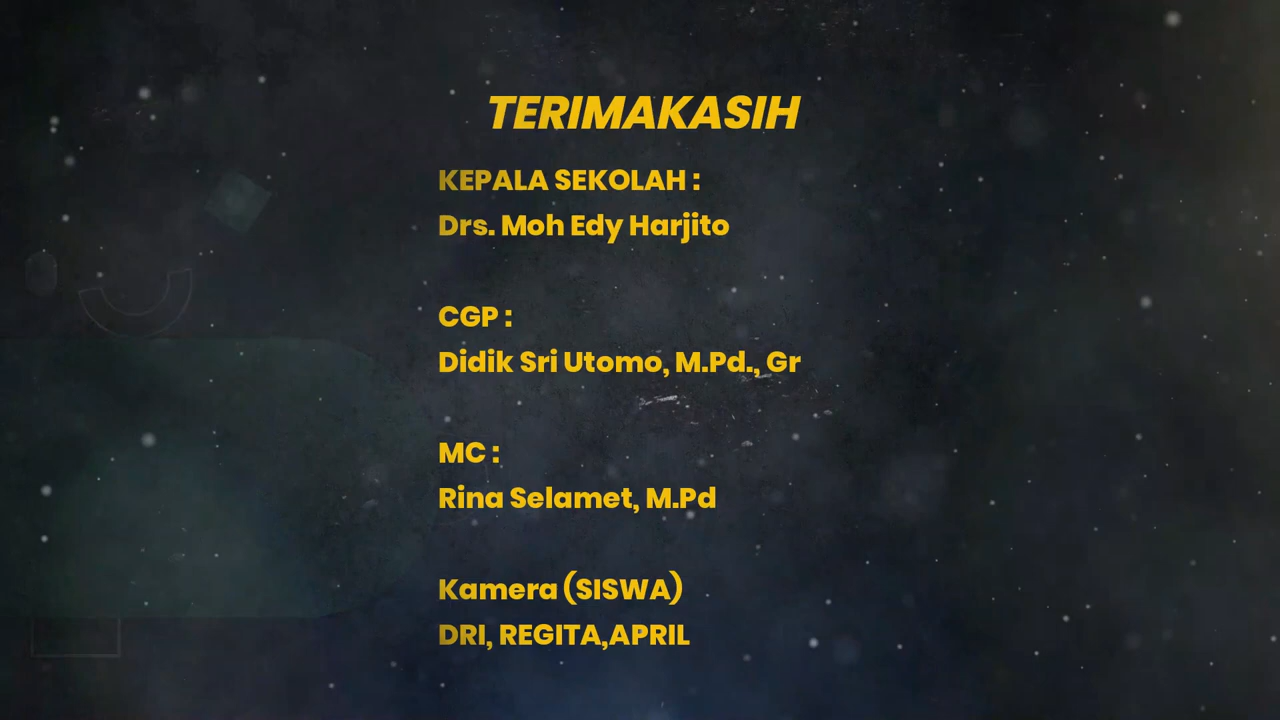 TERIMAKASIH
KEPALA SEKOLAH :
Drs. Moh Edy Harjito
CGP :
Didik Sri Utomo, M.Pd., Gr
MC :
Rina Selamet, M.Pd
Kamera (SISWA)
DRI, REGITA,APRIL